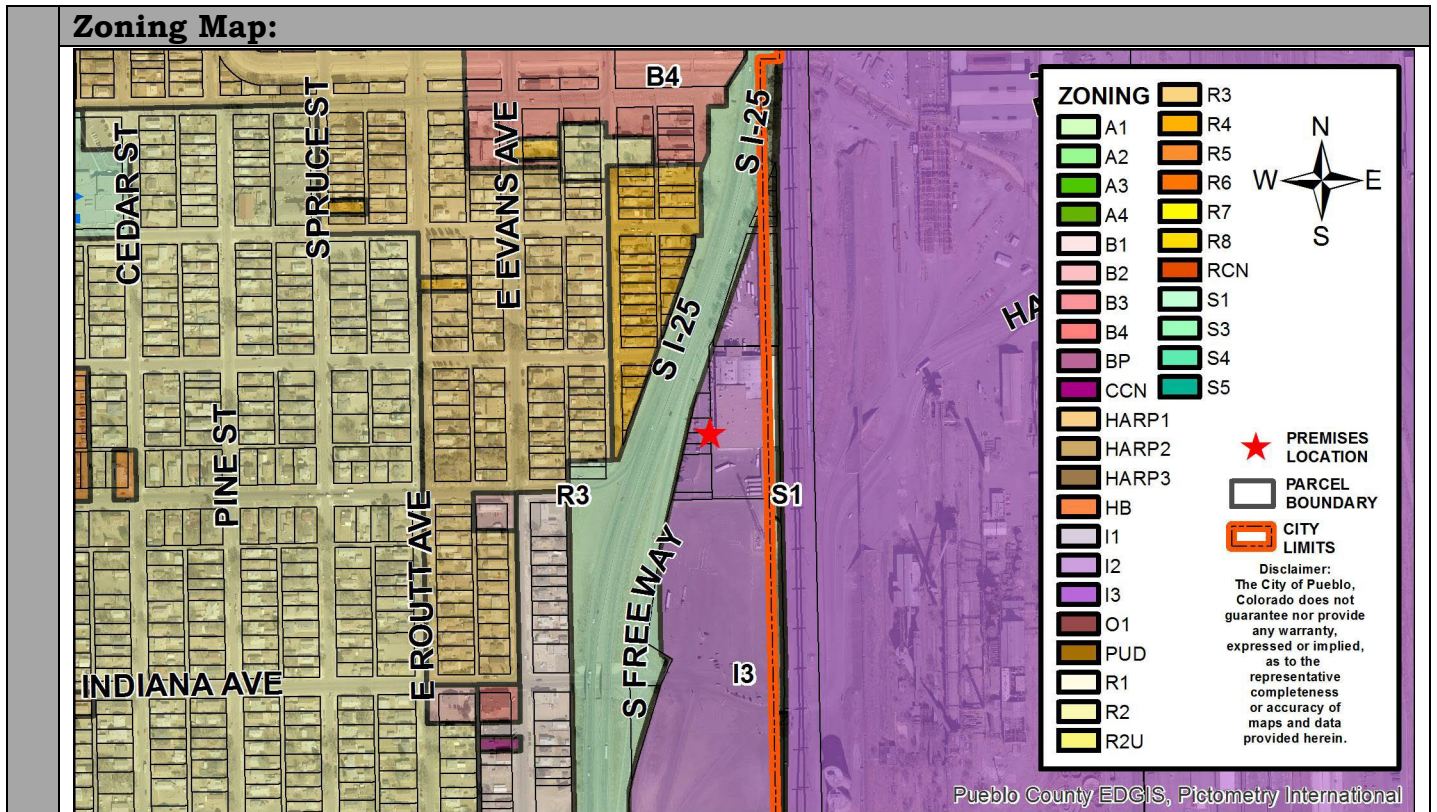 Zoning Map:
B4
S I-25
CEDAR ST
SPRUCE ST
E EVANS AVE
S I-25
PINE ST
R3
S1
E ROUTT AVE
S FREEWAY
I3
INDIANA AVE
HA
ZONING
A1
A2
A3
A4
B1
B2
B3
B4
BP
CCN
HARP1
HARP2
HARP3
HB
I1
I2
I3
O1
PUD
R1
R2
R2U
R3
R4
R5
R6
R7
R8
RCN
S1
S3
S4
S5
N
W E
S
PREMISES
LOCATION
PARCEL
BOUNDARY
CITY
LIMITS
Disclaimer:
The City of Pueblo,
Colorado does not
guarantee nor provide
any warranty,
expressed or implied,
as to the
representative
completeness
or accuracy of
maps and data
provided herein.
Pueblo County EDGIS, Pictometry International